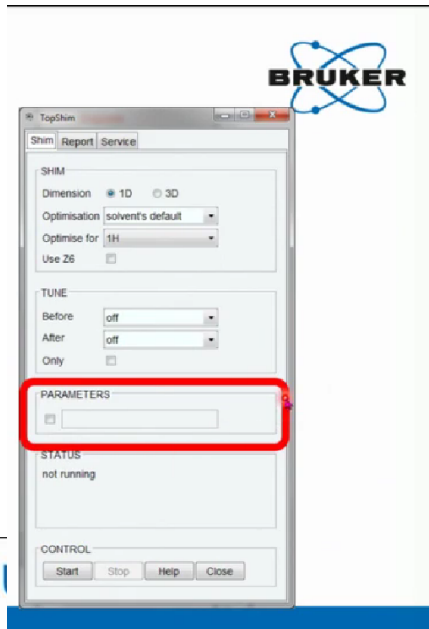 BRUKER
TopShim
Shim Report Service
SHIM
Dimension 1D 3D
Optimisation solvent's default
Optimise for 1H
Use Z6
TUNE
Before off
After off
Only
PARAMETERS
STATUS
not running
CONTROL
Start Stop Help Close